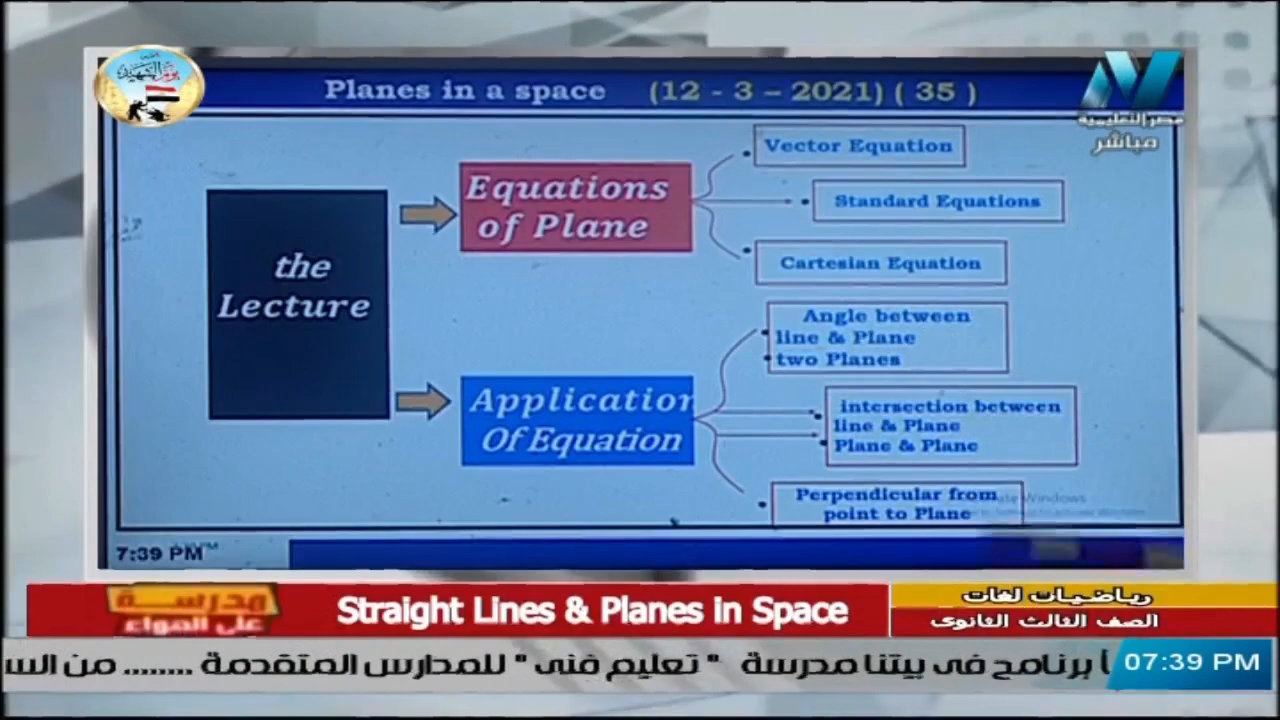 يوم الشهيد
Planes in a space (12 - 3 – 2021) ( 35 )
مصر التعليمية
مباشر
the
Lecture
Equations
of Plane
Vector Equation
Standard Equations
Cartesian Equation
Application
Of Equation
Angle between
line & Plane
two Planes
intersection between
line & Plane
Plane & Plane
Perpendicular from
point to Plane
Windows
7:39 PM
مدرسة
على الهواء
Straight Lines & Planes in Space
رياضيات لغات
الصف الثالث الثانوى
برنامج فى بيتنا مدرسة " تعليم فنى " للمدارس المتقدمة ........ من
07:39 PM